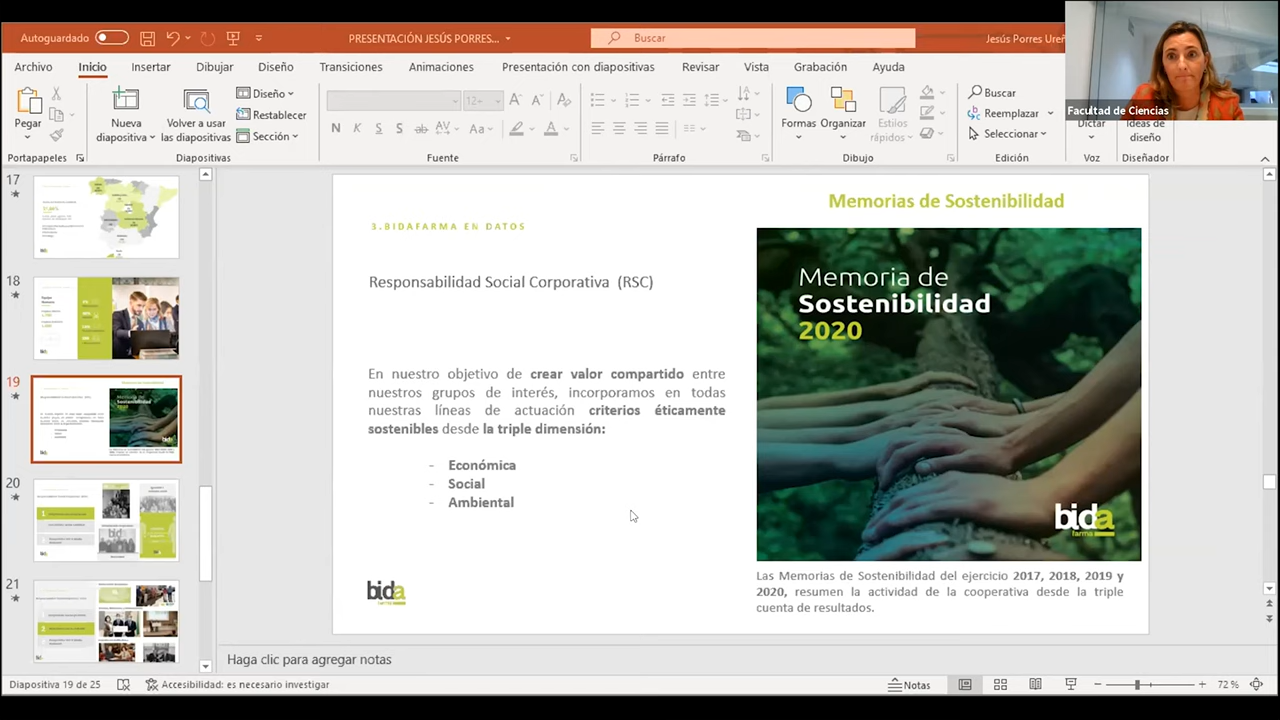 Autoguardado
PRESENTACIÓN JESÚS PORRES...
Buscar
Jesús Porres Ureñ
Archivo
Inicio
Insertar
Dibujar
Diseño
Transiciones
Animaciones
Presentación con diapositivas
Revisar
Vista
Grabación
Ayuda
Facultad de Ciencias
Pegar
Nueva
diapositiva
Volver a usar
las diapositivas
Diseño
Restablecer
Sección
12
N K S S ab AV Aa A
Formas
Organizar
Estilos
rápidos
Buscar
Reemplazar
Seleccionar
Dictar
Ideas de
diseño
Portapapeles
Diapositivas
Fuente
Párrafo
Dibujo
Edición
Voz
Diseñador
17
18
19
20
21
3.BIDAFARMA EN DATOS
Responsabilidad Social Corporativa (RSC)
En nuestro objetivo de crear valor compartido entre
nuestros grupos de interés, incorporamos en todas
nuestras líneas de actuación criterios éticamente
sostenibles desde la triple dimensión:
- Económica
- Social
- Ambiental
bida
farma
Memorias de Sostenibilidad
Memoria de
Sostenibilidad
2020
bida
farma
Las Memorias de Sostenibilidad del ejercicio 2017, 2018, 2019 y
2020, resumen la actividad de la cooperativa desde la triple
cuenta de resultados.
Haga clic para agregar notas
Diapositiva 19 de 25
Accesibilidad: es necesario investigar
Notas
72 %